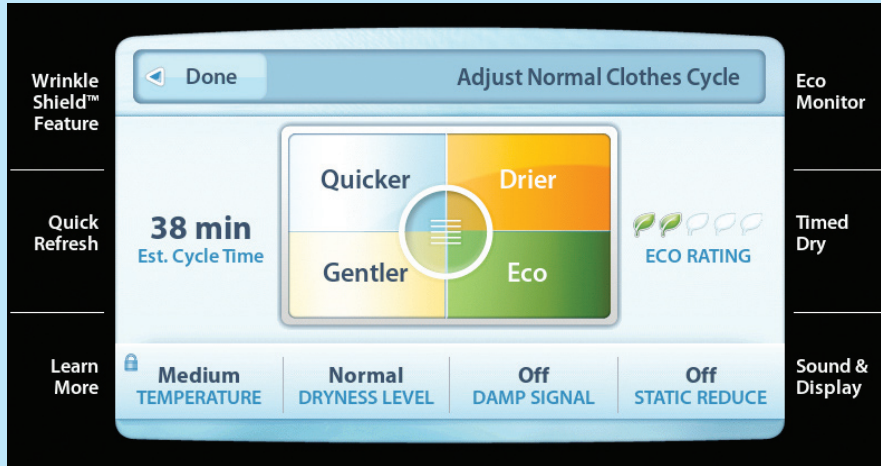 Wrinkle
Shield™
Feature
Quick
Refresh
Learn
More
Done
Adjust Normal Clothes Cycle
38 min
Est. Cycle Time
Quicker
Drier
Gentler
Eco
ECO RATING
Medium
TEMPERATURE
Normal
DRYNESS LEVEL
Off
DAMP SIGNAL
Off
STATIC REDUCE
Eco
Monitor
Timed
Dry
Sound &
Display